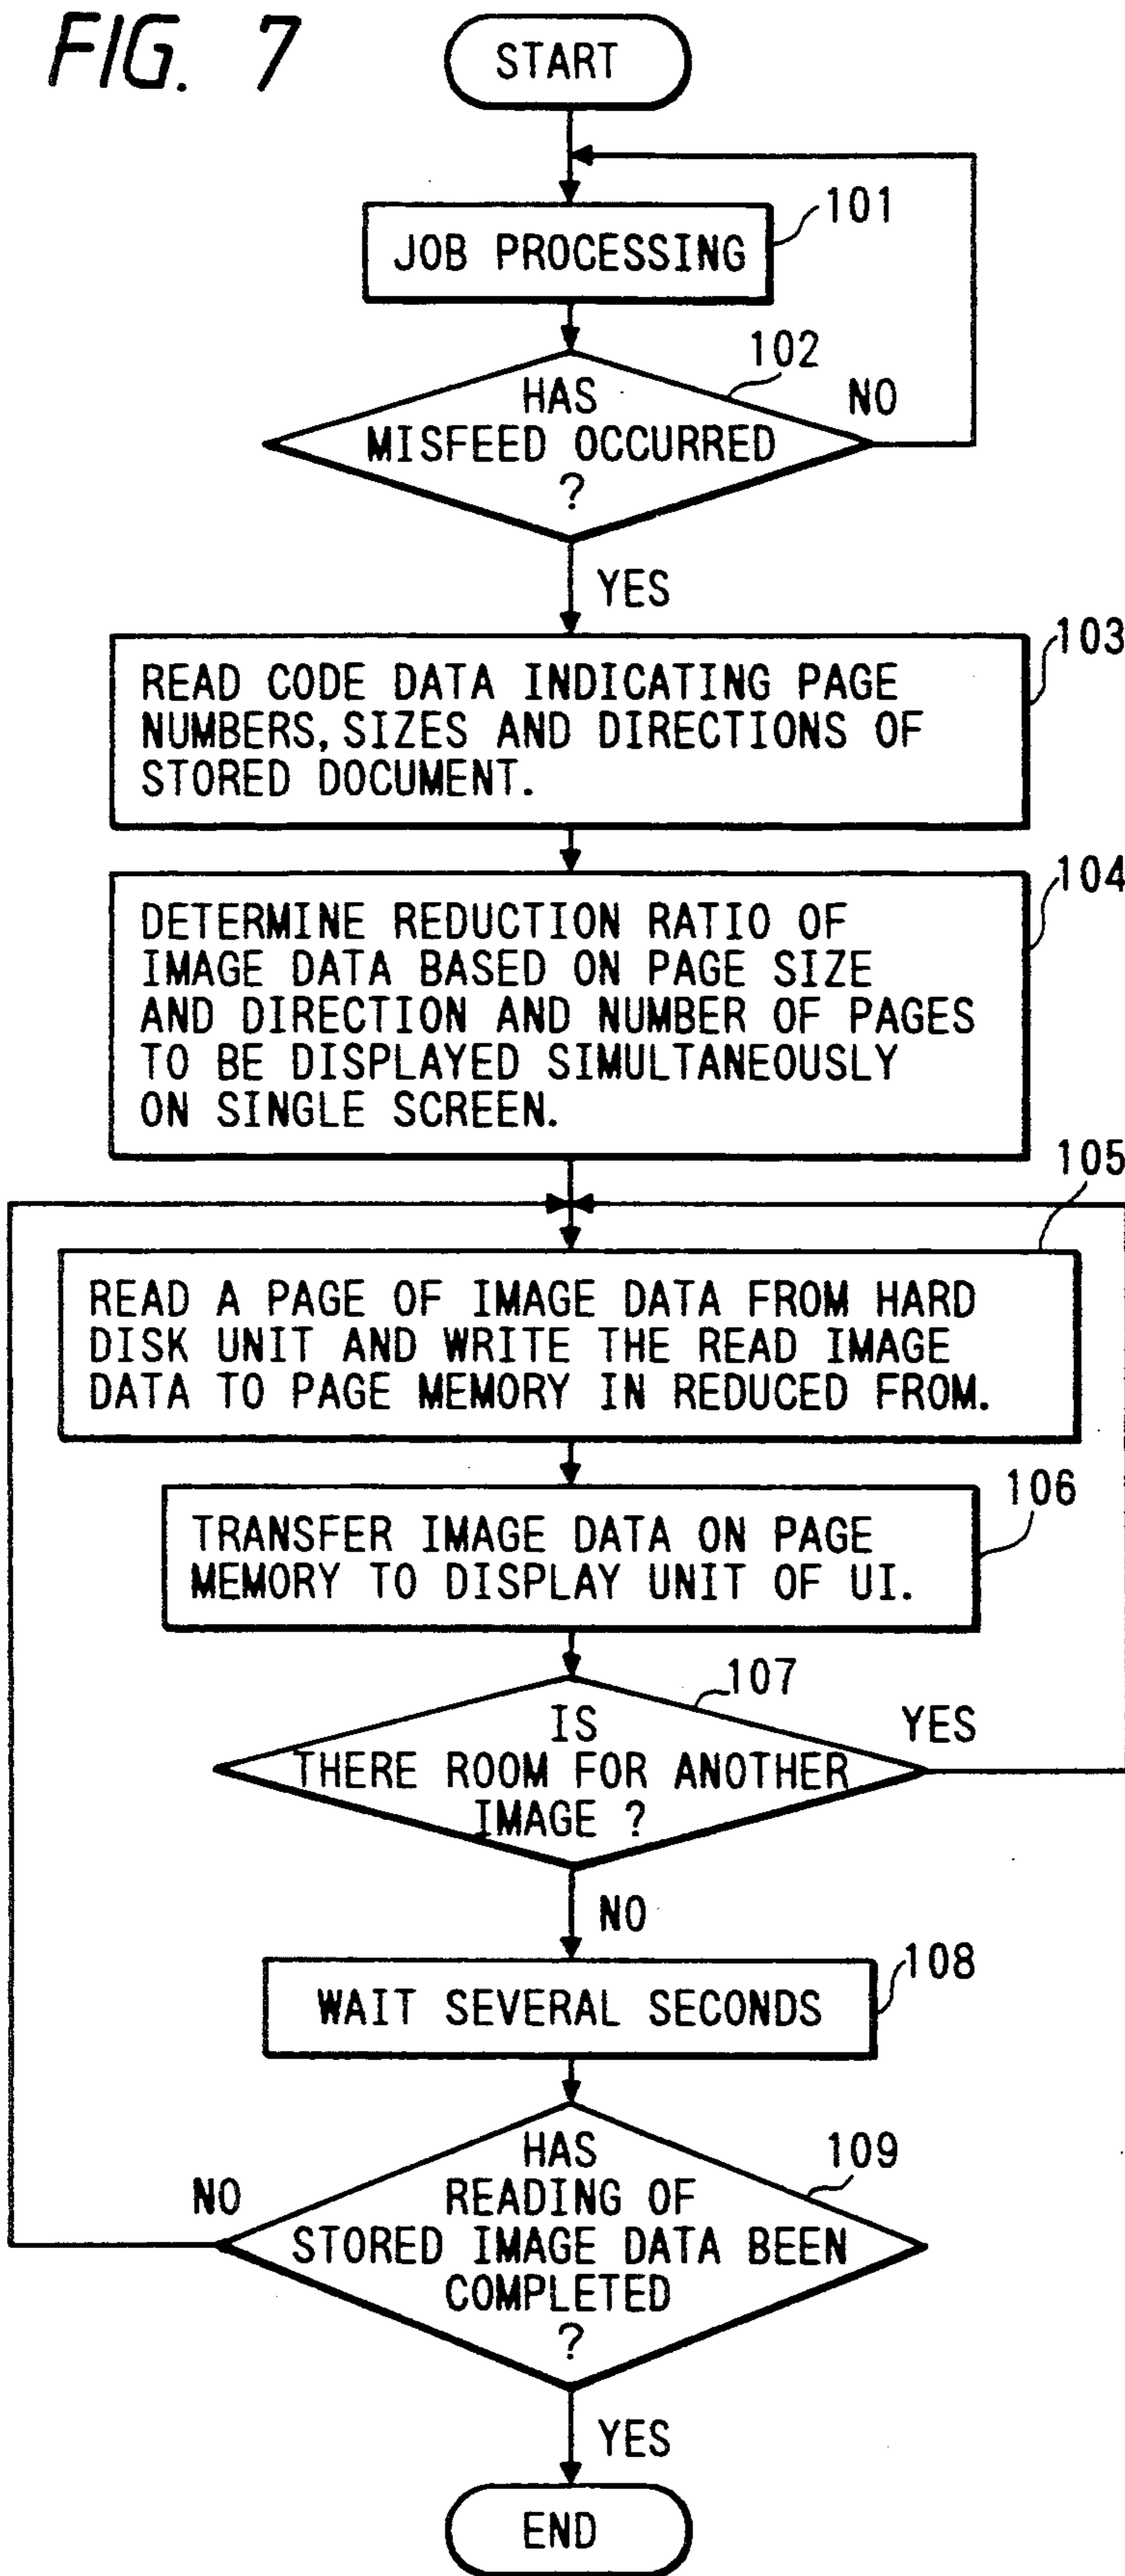 FIG. 7
START
JOB PROCESSING
101
HAS
MISFEED OCCURRED
?
102
NO
YES
READ CODE DATA INDICATING PAGE
NUMBERS, SIZES AND DIRECTIONS OF
STORED DOCUMENT.
103
DETERMINE REDUCTION RATIO OF
IMAGE DATA BASED ON PAGE SIZE
AND DIRECTION AND NUMBER OF PAGES
TO BE DISPLAYED SIMULTANEOUSLY
ON SINGLE SCREEN.
104
105
READ A PAGE OF IMAGE DATA FROM HARD
DISK UNIT AND WRITE THE READ IMAGE
DATA TO PAGE MEMORY IN REDUCED FROM.
106
TRANSFER IMAGE DATA ON PAGE
MEMORY TO DISPLAY UNIT OF UI.
107
IS
THERE ROOM FOR ANOTHER
IMAGE ?
YES
NO
WAIT SEVERAL SECONDS
108
HAS
READING OF
STORED IMAGE DATA BEEN
COMPLETED
?
109
NO
YES
END